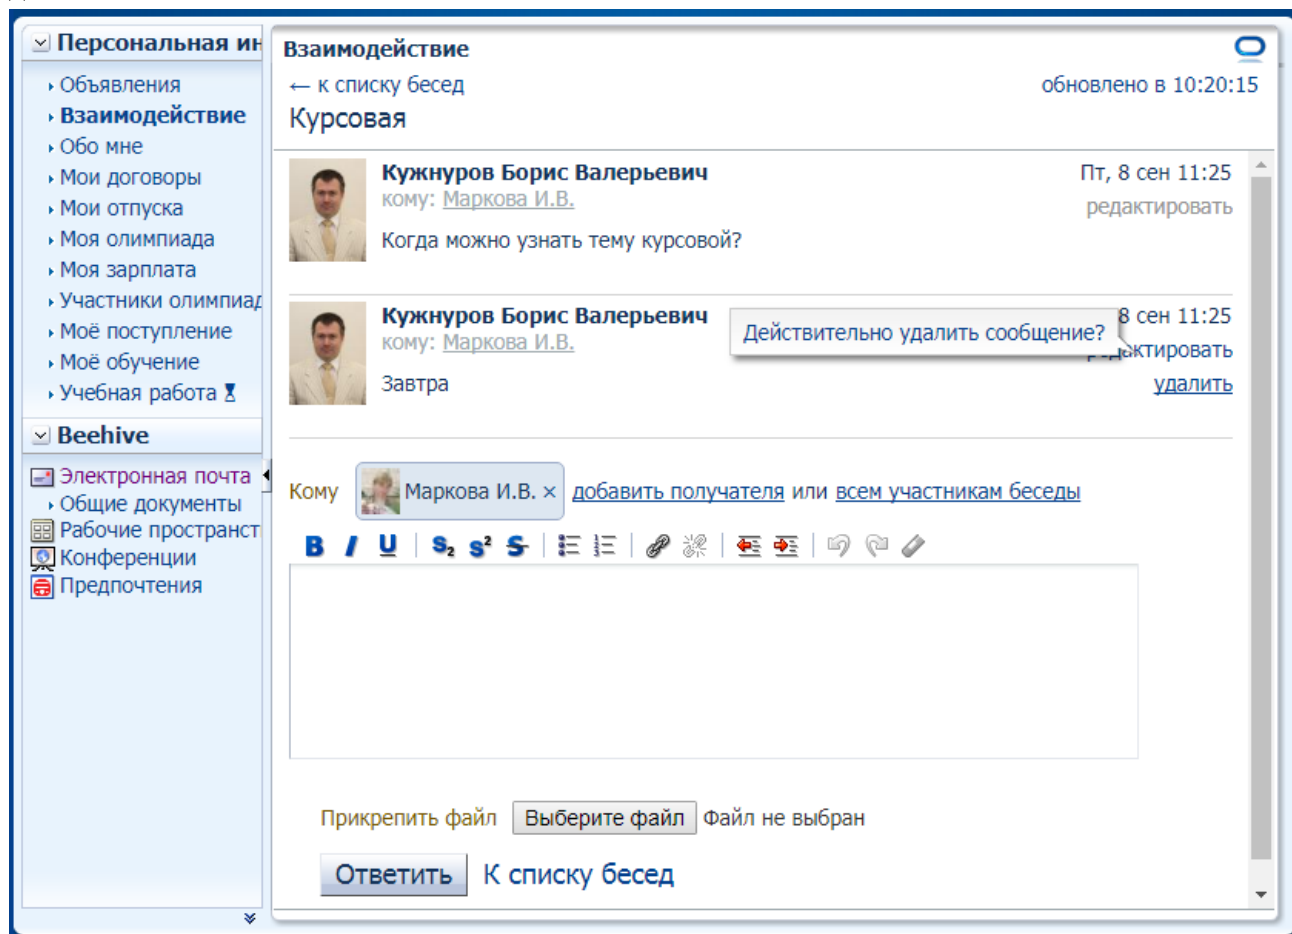 Персональная ин
Объявления
Взаимодействие
Обо мне
Мои договоры
Мои отпуска
Моя олимпиада
Моя зарплата
Участники олимпиад
Моё поступление
Моё обучение
Учебная работа
Beehive
Электронная почта
Общие документы
Рабочие пространст
Конференции
Предпочтения
Взаимодействие
← к списку бесед обновлено в 10:20:15
Курсовая
Кужнуров Борис Валерьевич Пт, 8 сен 11:25
кому: Маркова И.В. редактировать
Когда можно узнать тему курсовой?
Кужнуров Борис Валерьевич 8 сен 11:25
Действительно удалить сообщение?
кому: Маркова И.В. редактировать
Завтра удалить
Кому Маркова И.В. × добавить получателя или всем участникам беседы
B I U S₂ S² S
Прикрепить файл Выберите файл Файл не выбран
Ответить К списку бесед